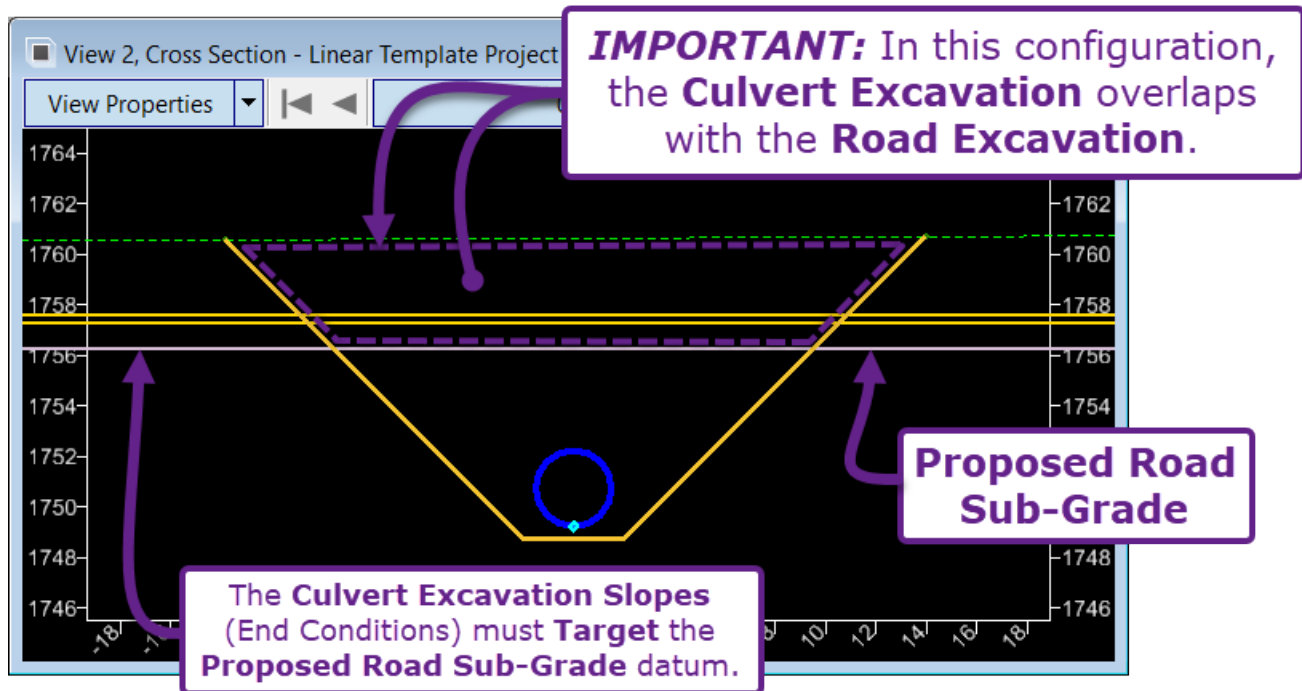 View 2, Cross Section - Linear Template Project
View Properties
IMPORTANT: In this configuration,
the Culvert Excavation overlaps
with the Road Excavation.
1764
1762
1762
1760
1760
1758
1758
1756
1756
1754
1754
1752
1750
Proposed Road
Sub-Grade
1748
1748
1746
1746
-18
10
12
14
16
18
The Culvert Excavation Slopes
(End Conditions) must Target the
Proposed Road Sub-Grade datum.